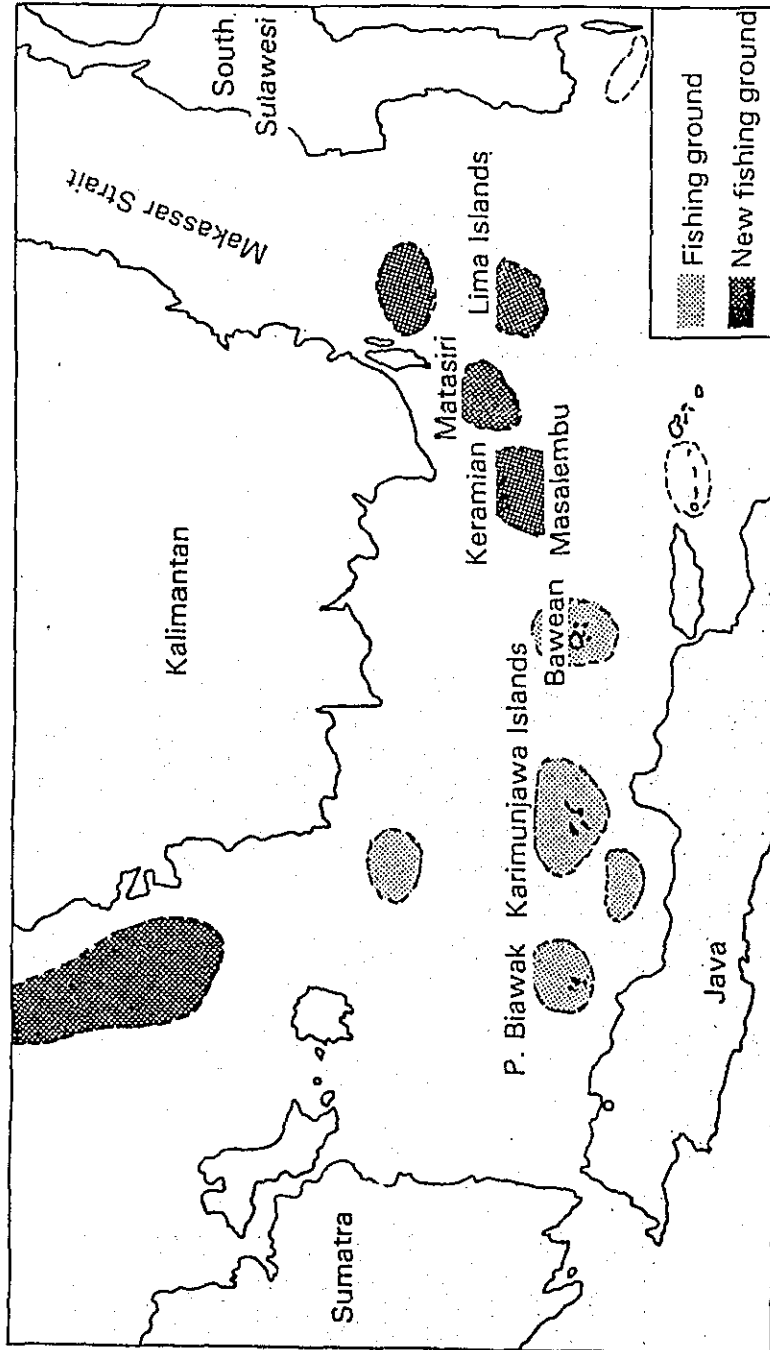 Makassar Strait
South
Sulawesi
Kalimantan
Sumatra
Matasiri
Lima Islands
Keramian
Masalembu
Bawean
Karimunjawa Islands
P. Biawak
Java
Fishing ground
New fishing ground